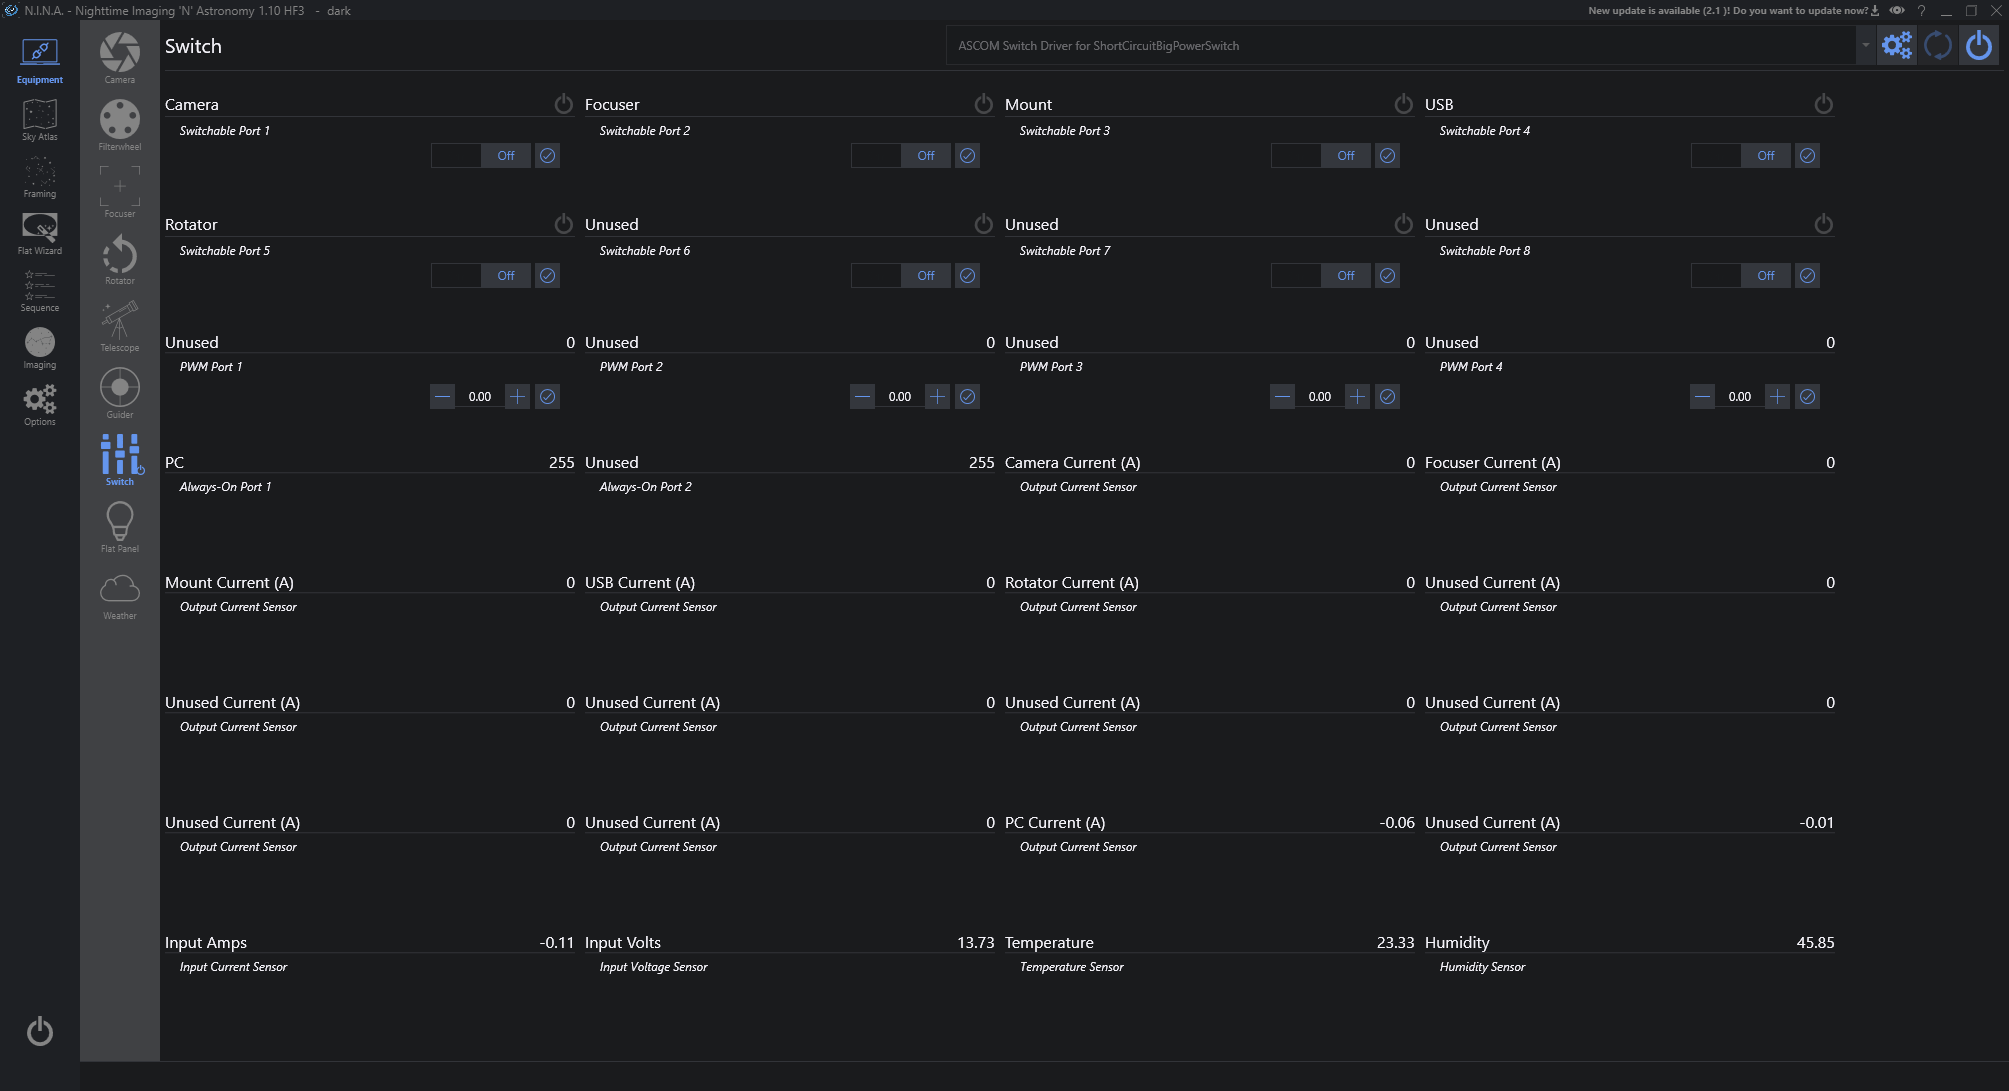 N.I.N.A. - Nighttime Imaging 'N' Astronomy 1.10 HF3 - dark
New update is available (2.1 )! Do you want to update now?
Equipment
Sky Atlas
Framing
Flat Wizard
Sequence
Imaging
Options
Camera
Filterwheel
Focuser
Rotator
Telescope
Guider
Switch
Flat Panel
Weather
Switch
ASCOM Switch Driver for ShortCircuitBigPowerSwitch
Camera Focuser Mount USB
Switchable Port 1 Switchable Port 2 Switchable Port 3 Switchable Port 4
Off Off Off Off
Rotator Unused Unused Unused
Switchable Port 5 Switchable Port 6 Switchable Port 7 Switchable Port 8
Off Off Off Off
Unused 0 Unused 0 Unused 0 Unused 0
PWM Port 1 PWM Port 2 PWM Port 3 PWM Port 4
0.00 0.00 0.00 0.00
PC 255 Unused 255 Camera Current (A) 0 Focuser Current (A) 0
Always-On Port 1 Always-On Port 2 Output Current Sensor Output Current Sensor
Mount Current (A) 0 USB Current (A) 0 Rotator Current (A) 0 Unused Current (A) 0
Output Current Sensor Output Current Sensor Output Current Sensor Output Current Sensor
Unused Current (A) 0 Unused Current (A) 0 Unused Current (A) 0 Unused Current (A) 0
Output Current Sensor Output Current Sensor Output Current Sensor Output Current Sensor
Unused Current (A) 0 Unused Current (A) 0 PC Current (A) -0.06 Unused Current (A) -0.01
Output Current Sensor Output Current Sensor Output Current Sensor Output Current Sensor
Input Amps -0.11 Input Volts 13.73 Temperature 23.33 Humidity 45.85
Input Current Sensor Input Voltage Sensor Temperature Sensor Humidity Sensor